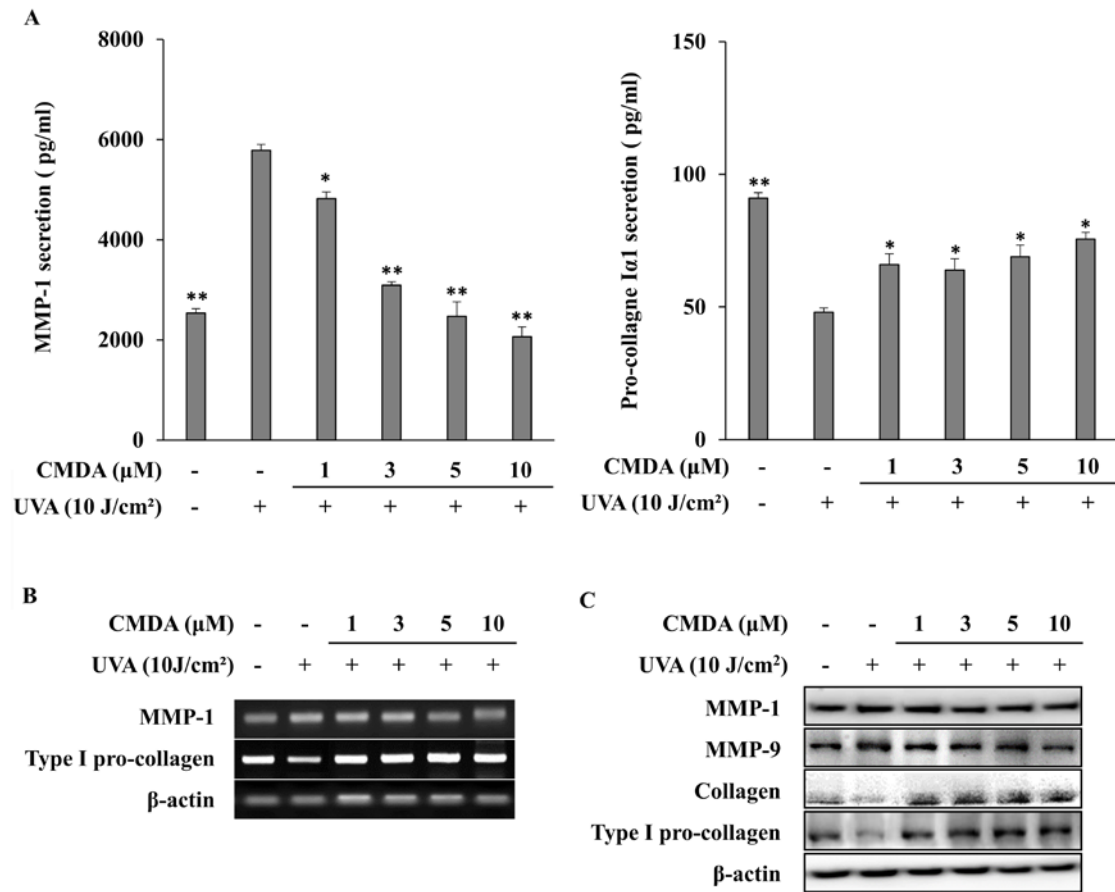 A
8000
6000
4000
2000
0
MMP-1 secretion ( pg/ml)
**
*
**
**
**
CMDA (μM) - - 1 3 5 10
UVA (10 J/cm²) - + + + + +
150
100
50
0
Pro-collagne Iα1 secretion ( pg/ml)
**
*
*
*
*
CMDA (μM) - - 1 3 5 10
UVA (10 J/cm²) - + + + + +
B
CMDA (μM) - - 1 3 5 10
UVA (10J/cm²) - + + + + +
MMP-1
Type I pro-collagen
β-actin
C
CMDA (μM) - - 1 3 5 10
UVA (10 J/cm²) - + + + + +
MMP-1
MMP-9
Collagen
Type I pro-collagen
β-actin